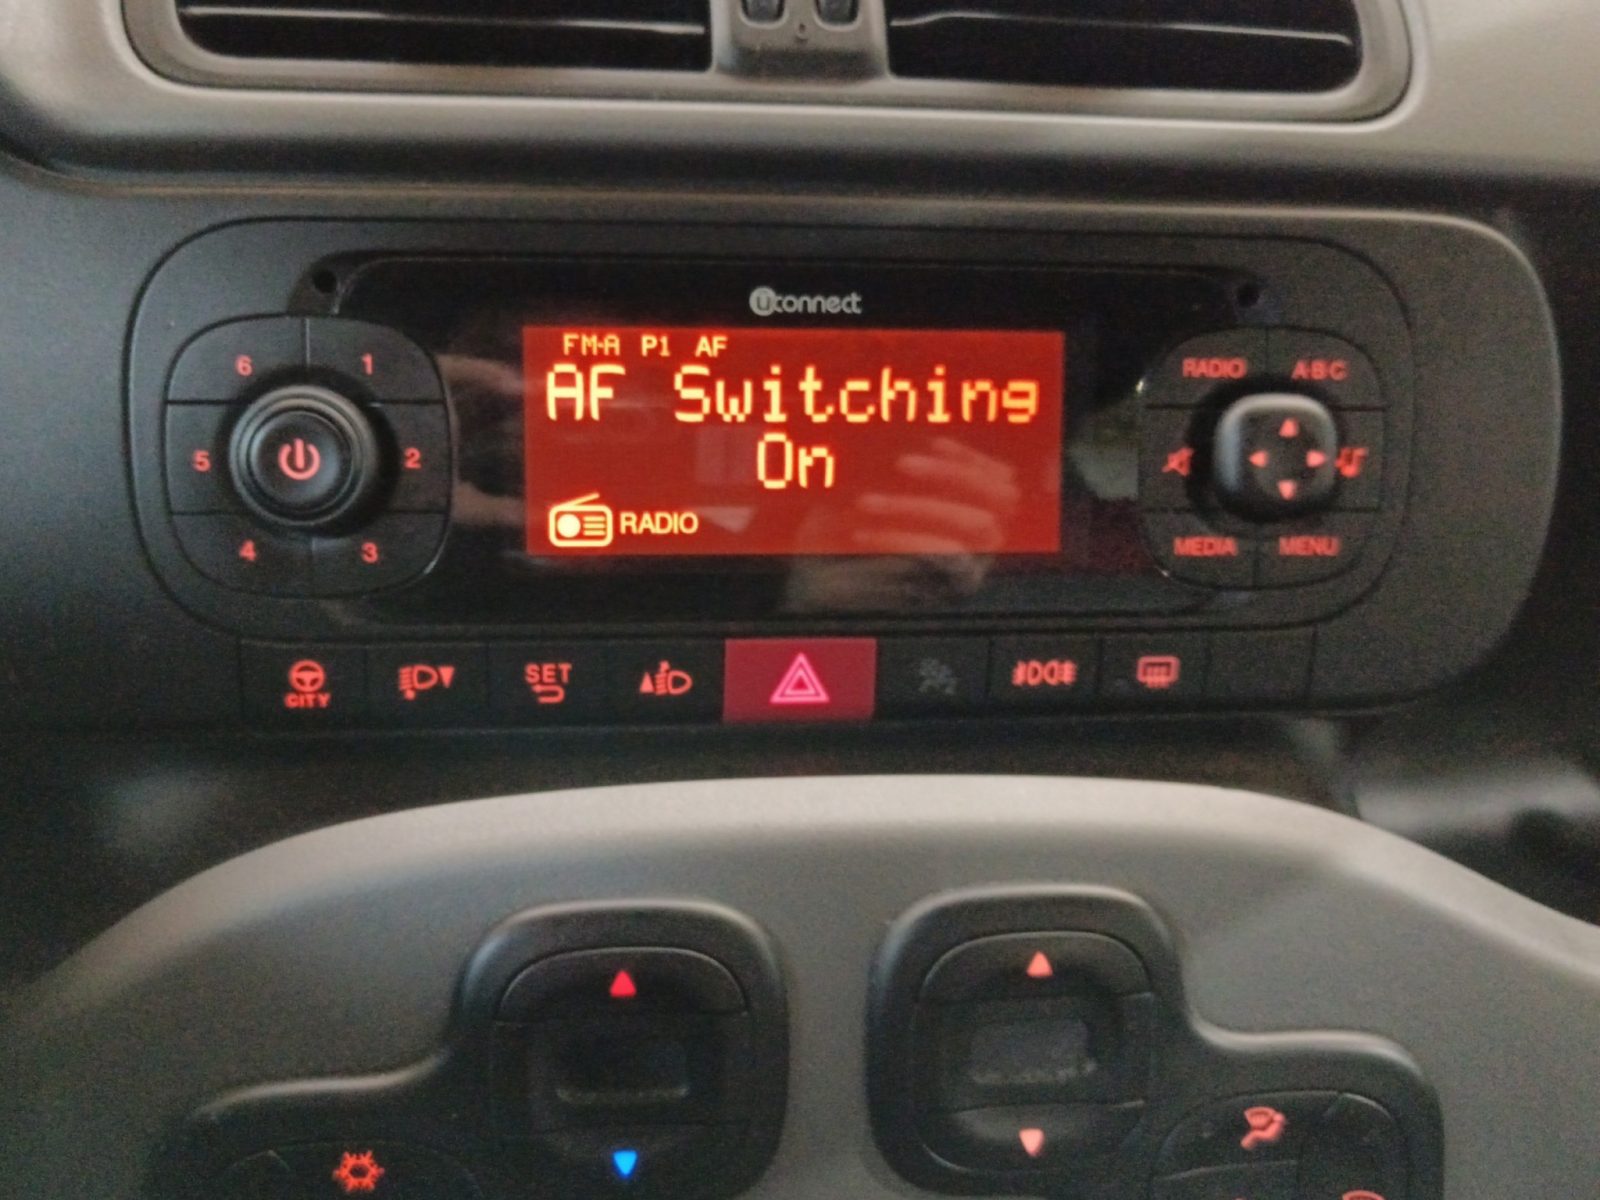 uconnect
FM-A P1 AF
AF Switching
On
RADIO
6 1
5 2
4 3
RADIO A·B·C
MEDIA MENU
CITY
SET